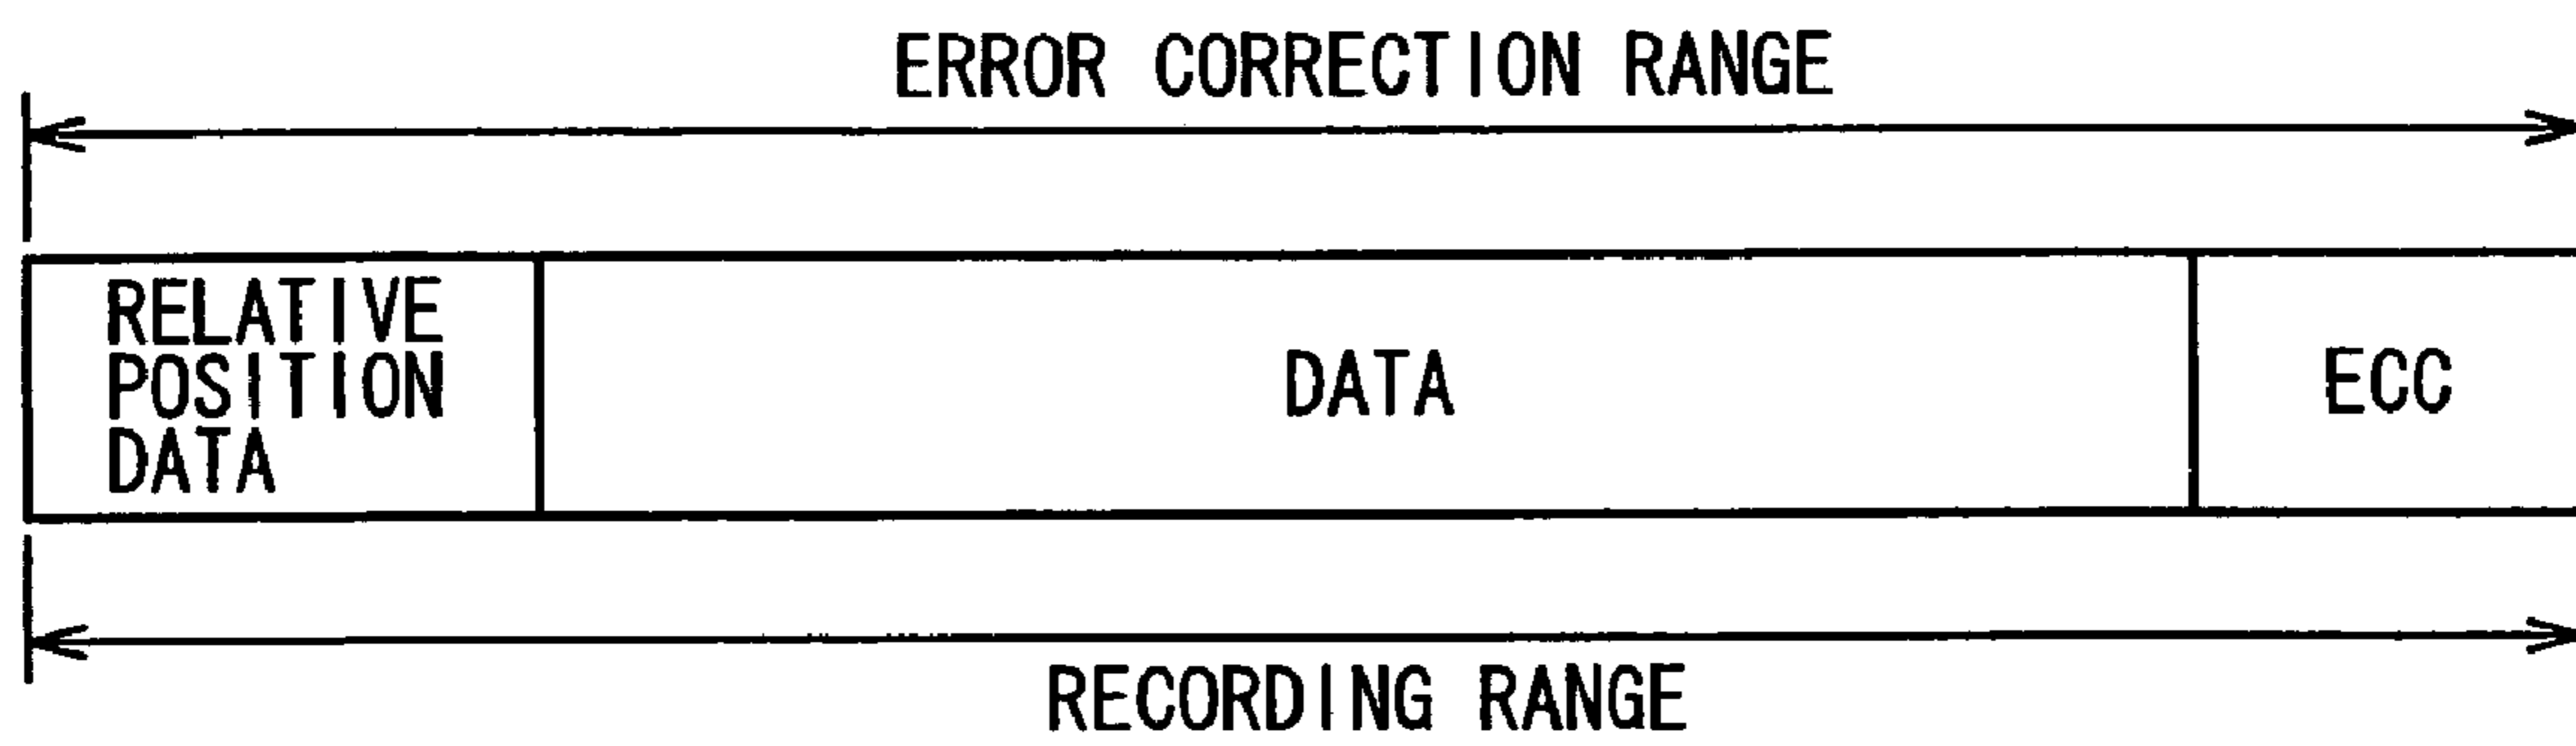 ERROR CORRECTION RANGE
RELATIVE
POSITION
DATA
DATA
ECC
RECORDING RANGE